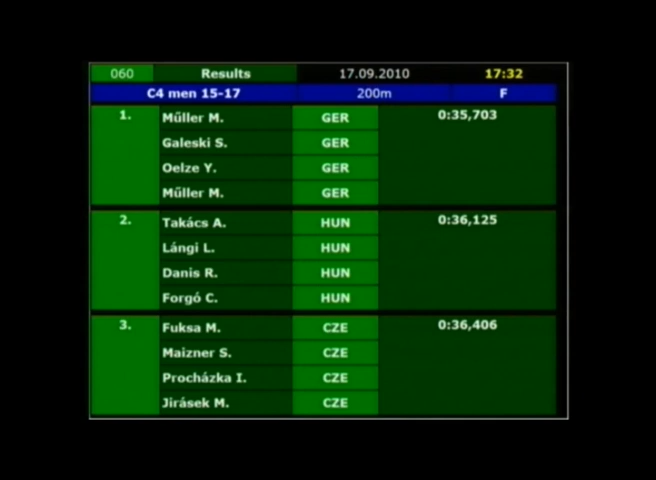 060 Results 17.09.2010 17:32
C4 men 15-17 200m F
1. Műller M. GER 0:35,703
Galeski S. GER
Oelze Y. GER
Műller M. GER
2. Takács A. HUN 0:36,125
Lángi L. HUN
Danis R. HUN
Forgó C. HUN
3. Fuksa M. CZE 0:36,406
Maizner S. CZE
Procházka I. CZE
Jirásek M. CZE